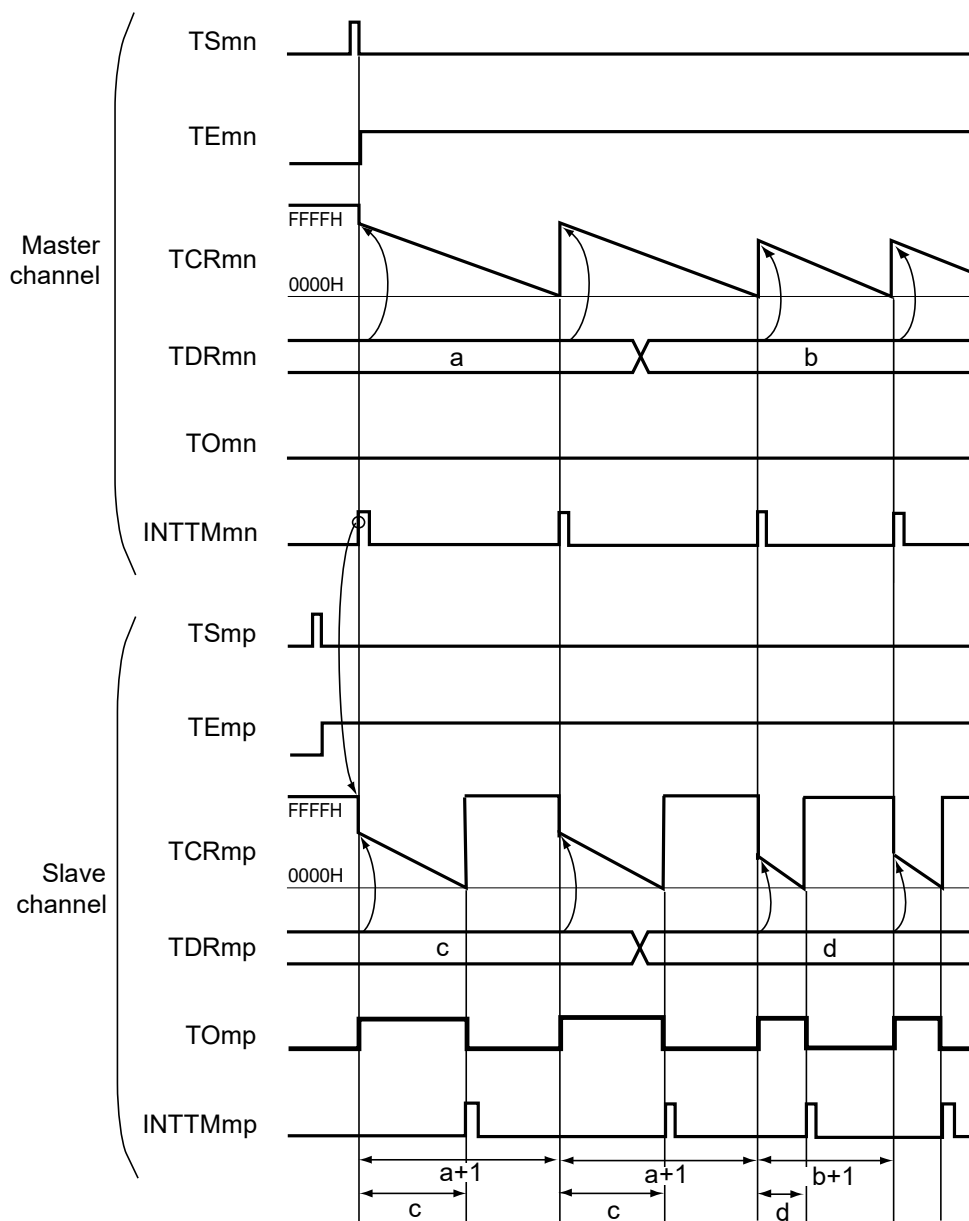 TSmn
TEmn
FFFFH
Master
channel
TCRmn
0000H
TDRmn
a
b
TOmn
INTTMmn
TSmp
TEmp
FFFFH
TCRmp
Slave
channel
0000H
TDRmp
c
d
TOmp
INTTMmp
a+1
a+1
b+1
c
c
d